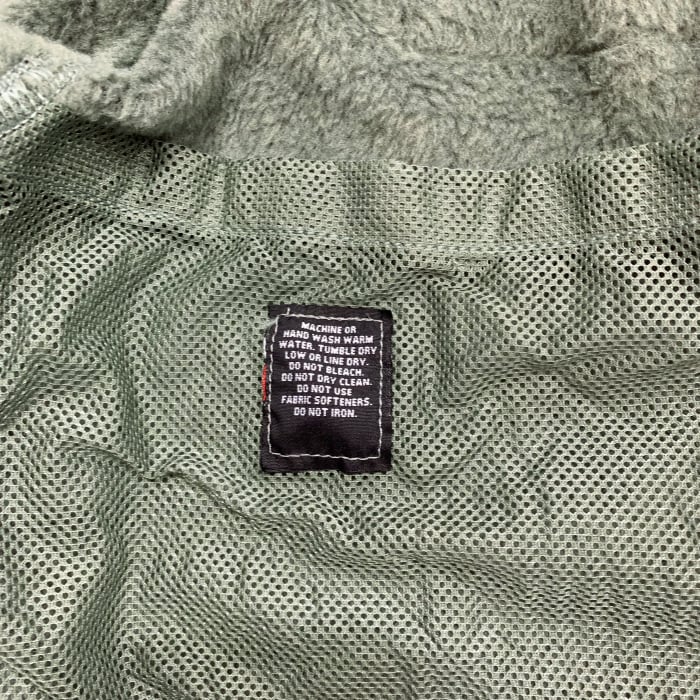 MACHINE OR
HAND WASH WARM
WATER. TUMBLE DRY
LOW OR LINE DRY.
DO NOT BLEACH.
DO NOT DRY CLEAN.
DO NOT USE
FABRIC SOFTENERS.
DO NOT IRON.